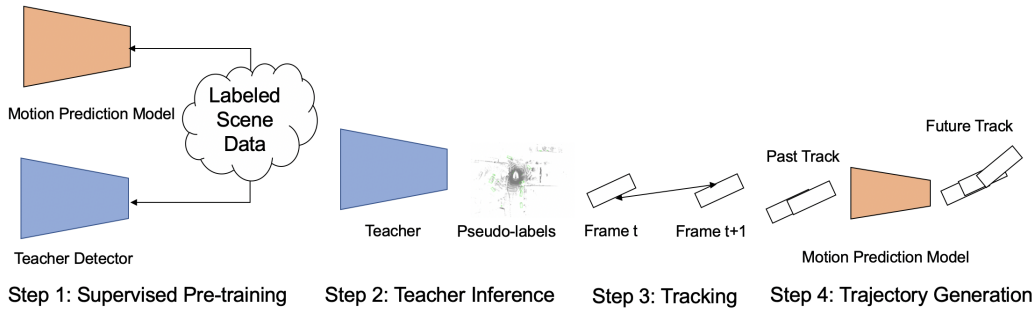 Motion Prediction Model
Labeled
Scene
Data
Teacher Detector
Step 1: Supervised Pre-training
Teacher
Pseudo-labels
Step 2: Teacher Inference
Frame t
Frame t+1
Step 3: Tracking
Past Track
Future Track
Motion Prediction Model
Step 4: Trajectory Generation